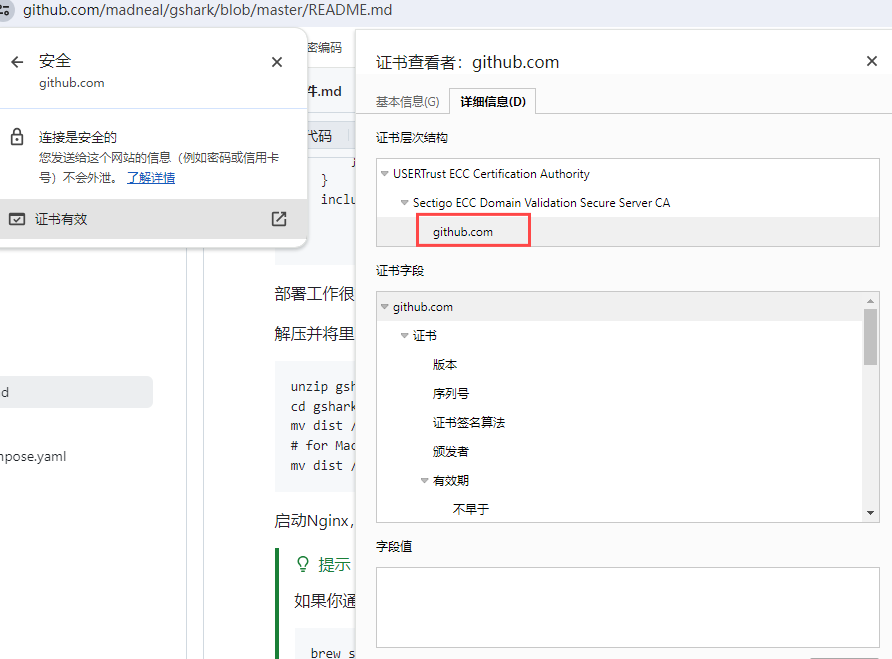 github.com/madneal/gshark/blob/master/README.md
安全
github.com
连接是安全的
您发送给这个网站的信息（例如密码或信用卡
号）不会外泄。 了解详情
证书有效
密编码
件.md
代码
}
inclu
部署工作很
解压并将里
unzip gsh
cd gshark
mv dist /
# for Mac
mv dist /
d
npose.yaml
启动Nginx,
提示
如果你通
brew s
证书查看者：github.com
基本信息(G)
详细信息(D)
证书层次结构
USERTrust ECC Certification Authority
Sectigo ECC Domain Validation Secure Server CA
github.com
证书字段
github.com
证书
版本
序列号
证书签名算法
颁发者
有效期
不早于
字段值